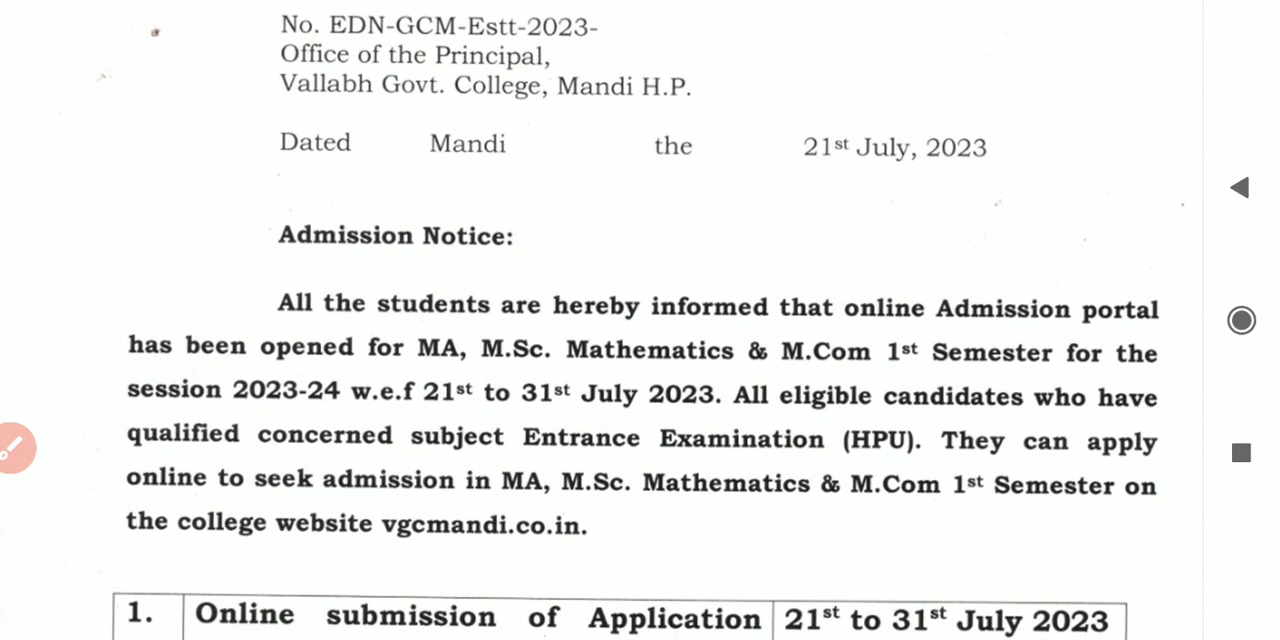 No. EDN-GCM-Estt-2023-
Office of the Principal,
Vallabh Govt. College, Mandi H.P.
Dated Mandi the 21st July, 2023
Admission Notice:
All the students are hereby informed that online Admission portal
has been opened for MA, M.Sc. Mathematics & M.Com 1st Semester for the
session 2023-24 w.e.f 21st to 31st July 2023. All eligible candidates who have
qualified concerned subject Entrance Examination (HPU). They can apply
online to seek admission in MA, M.Sc. Mathematics & M.Com 1st Semester on
the college website vgcmandi.co.in.
1. Online submission of Application 21st to 31st July 2023